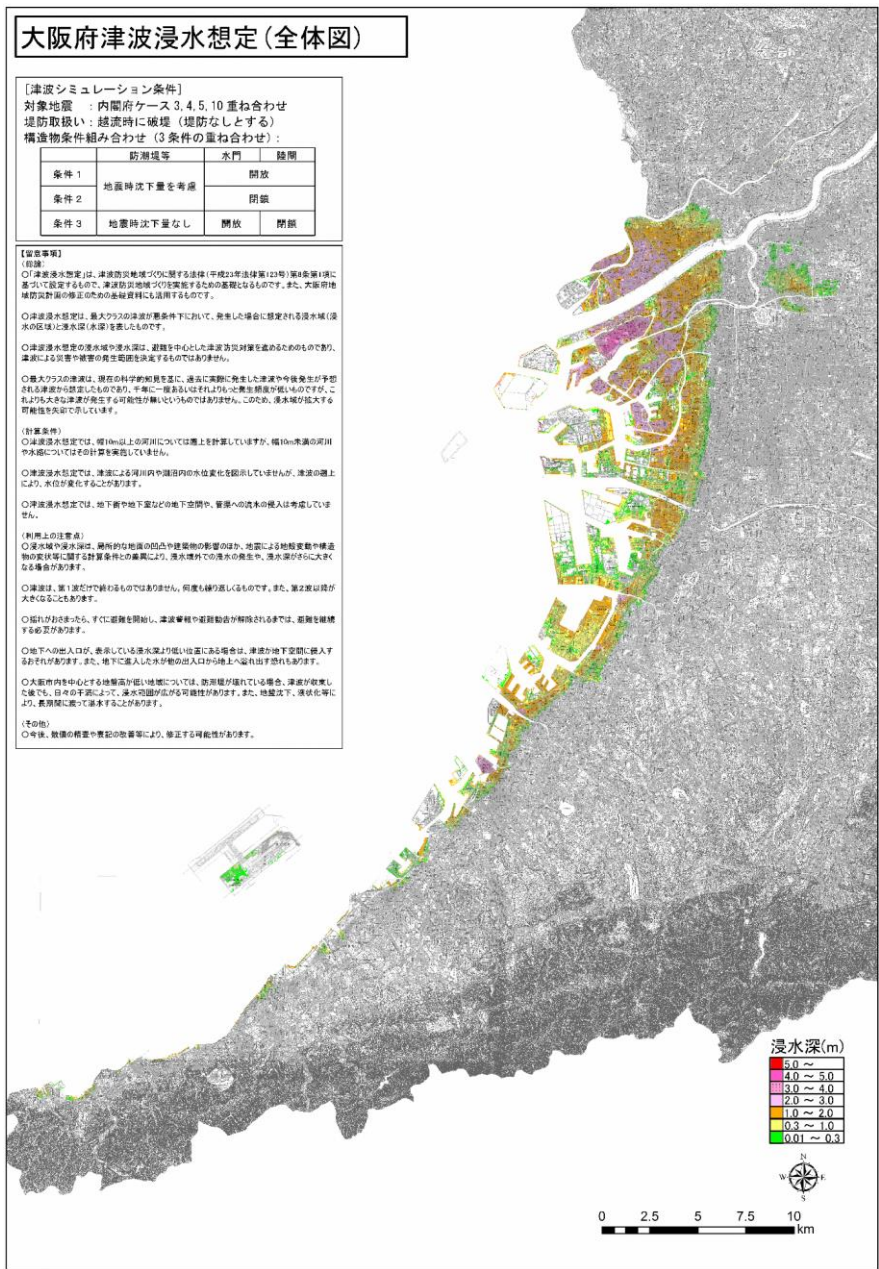 大阪府津波浸水想定(全体図)
[津波シミュレーション条件]
対象地震 : 内閣府ケース 3, 4, 5, 10 重ね合わせ
堤防取扱い : 越流時に破堤 (堤防なしとする)
構造物条件組み合わせ (3 条件の重ね合わせ) :
防潮堤等 水門 陸閘
条件 1 地震時沈下量を考慮 開放
条件 2 閉鎖
条件 3 地震時沈下量なし 開放 閉鎖
【留意事項】
(総論)
○「津波浸水想定」は、津波防災地域づくりに関する法律(平成23年法律第123号)第8条第1項に
基づいて設定するもので、津波防災地域づくりを実施するための基礎となるものです。また、大阪府地
域防災計画の修正のための基礎資料にも活用するものです。
○津波浸水想定は、最大クラスの津波が悪条件下において、発生した場合に想定される浸水域(浸
水の区域)と浸水深(水深)を表したものです。
○津波浸水想定の浸水域や浸水深は、避難を中心とした津波防災対策を進めるためのものであり、
津波による災害や被害の発生範囲を決定するものではありません。
○最大クラスの津波は、現在の科学的知見を基に、過去に実際に発生した津波や今後発生が予想
される津波から想定したものであり、千年に一度あるいはそれよりもっと発生頻度が低いものですが、こ
れよりも大きな津波が発生する可能性が無いというものではありません。このため、浸水域が拡大する
可能性を矢印で示しています。
(計算条件)
○津波浸水想定では、幅10m以上の河川については遡上を計算していますが、幅10m未満の河川
や水路についてはその計算を実施していません。
○津波浸水想定では、津波による河川内や湖沼内の水位変化を図示していませんが、津波の遡上
により、水位が変化することがあります。
○津波浸水想定では、地下街や地下室などの地下空間や、管渠への流水の侵入は考慮していま
せん。
(利用上の注意点)
○浸水域や浸水深は、局所的な地面の凹凸や建築物の影響のほか、地震による地殻変動や構造
物の変状等に関する計算条件との差異により、浸水域外での浸水の発生や、浸水深がさらに大きく
なる場合があります。
○津波は、第1波だけで終わるものではありません。何度も繰り返しくるものです。また、第2波以降が
大きくなることもあります。
○揺れがおさまったら、すぐに避難を開始し、津波警報や避難勧告が解除されるまでは、避難を継続
する必要があります。
○地下への出入口が、表示している浸水深より低い位置にある場合は、津波が地下空間に侵入す
るおそれがあります。また、地下に進入した水が他の出入口から地上へ溢れ出す恐れもあります。
○大阪市内を中心とする地盤高が低い地域については、防潮堤が壊れている場合、津波が収束し
た後でも、日々の干満によって、浸水範囲が広がる可能性があります。また、地盤沈下、液状化等に
より、長期間に渡って湛水することがあります。
(その他)
○今後、数値の精査や表記の改善等により、修正する可能性があります。
浸水深(m)
5.0 ~
4.0 ~ 5.0
3.0 ~ 4.0
2.0 ~ 3.0
1.0 ~ 2.0
0.3 ~ 1.0
0.01 ~ 0.3
N
W E
S
0 2.5 5 7.5 10
km